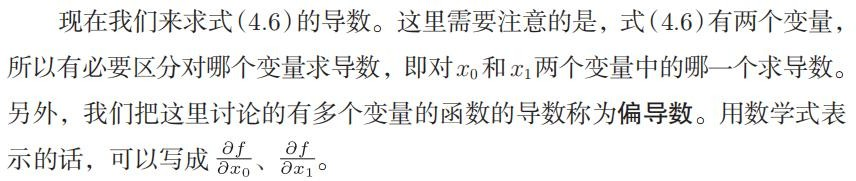 现在我们来求式(4.6)的导数。这里需要注意的是，式(4.6)有两个变量，
所以有必要区分对哪个变量求导数，即对x₀和x₁两个变量中的哪一个求导数。
另外，我们把这里讨论的有多个变量的函数的导数称为偏导数。用数学式表
示的话，可以写成 ∂f/∂x₀、∂f/∂x₁。